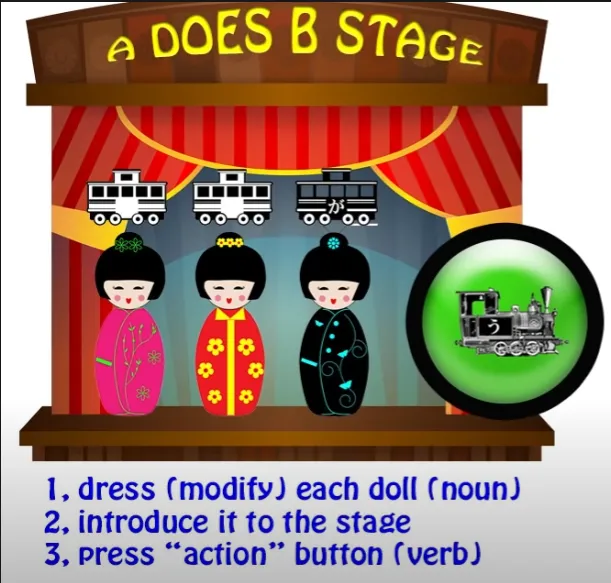 A DOES B STAGE
が
う
1, dress (modify) each doll (noun)
2, introduce it to the stage
3, press “action” button (verb)